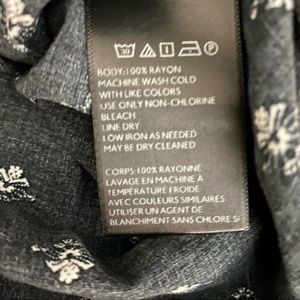 BODY:100% RAYON
MACHINE WASH COLD
WITH LIKE COLORS
USE ONLY NON-CHLORINE
BLEACH
LINE DRY
LOW IRON AS NEEDED
MAY BE DRY CLEANED
CORPS:100% RAYONNE
LAVAGE EN MACHINE À
TEMPÉRATURE FROIDE
AVEC COULEURS SIMILAIRES
UTILISER UN AGENT DE
BLANCHIMENT SANS CHLORE SI